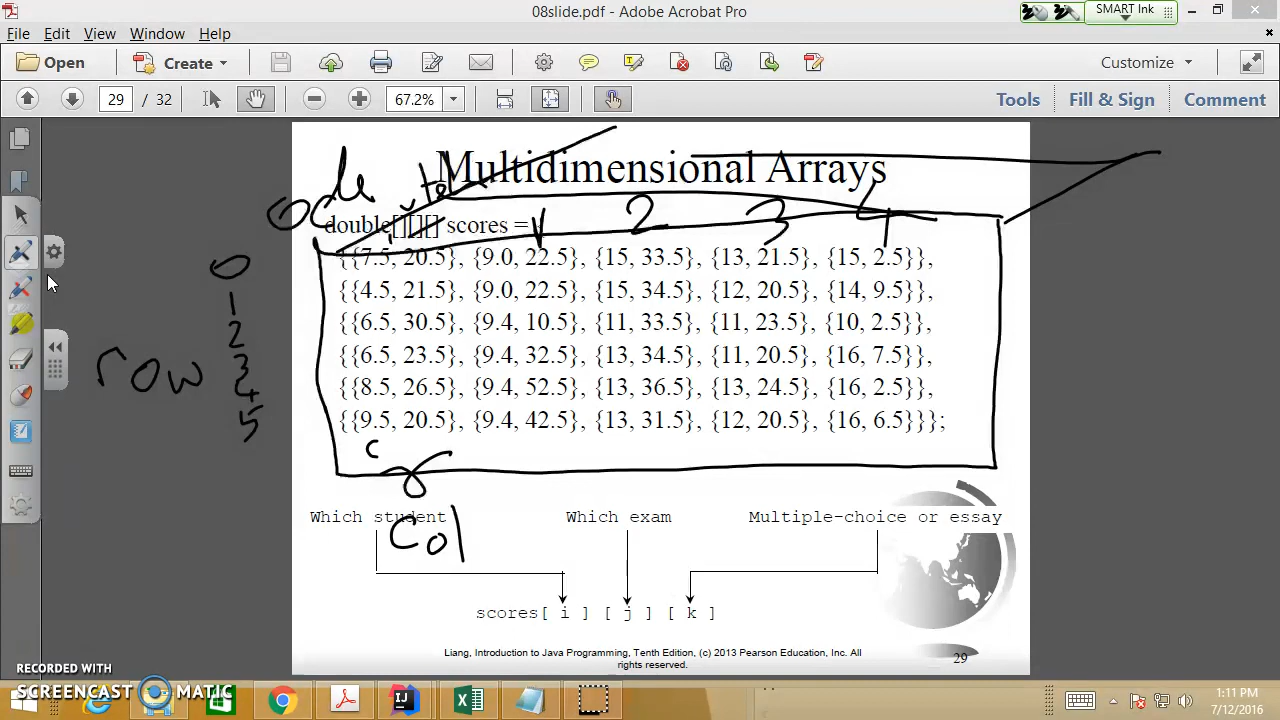 08slide.pdf - Adobe Acrobat Pro
SMART Ink
File Edit View Window Help
Open Create Customize
29 / 32 67.2% Tools Fill & Sign Comment
Multidimensional Arrays
double[][][] scores = {
0 1 2 3 4
{{7.5, 20.5}, {9.0, 22.5}, {15, 33.5}, {13, 21.5}, {15, 2.5}},
{{4.5, 21.5}, {9.0, 22.5}, {15, 34.5}, {12, 20.5}, {14, 9.5}},
{{6.5, 30.5}, {9.4, 10.5}, {11, 33.5}, {11, 23.5}, {10, 2.5}},
{{6.5, 23.5}, {9.4, 32.5}, {13, 34.5}, {11, 20.5}, {16, 7.5}},
{{8.5, 26.5}, {9.4, 52.5}, {13, 36.5}, {13, 24.5}, {16, 2.5}},
{{9.5, 20.5}, {9.4, 42.5}, {13, 31.5}, {12, 20.5}, {16, 6.5}}};
0
1
2
3
4
5
row
Col
Which student Which exam Multiple-choice or essay
scores[ i ] [ j ] [ k ]
Liang, Introduction to Java Programming, Tenth Edition, (c) 2013 Pearson Education, Inc. All
rights reserved.
29
RECORDED WITH
SCREENCAST MATIC
1:11 PM
7/12/2016